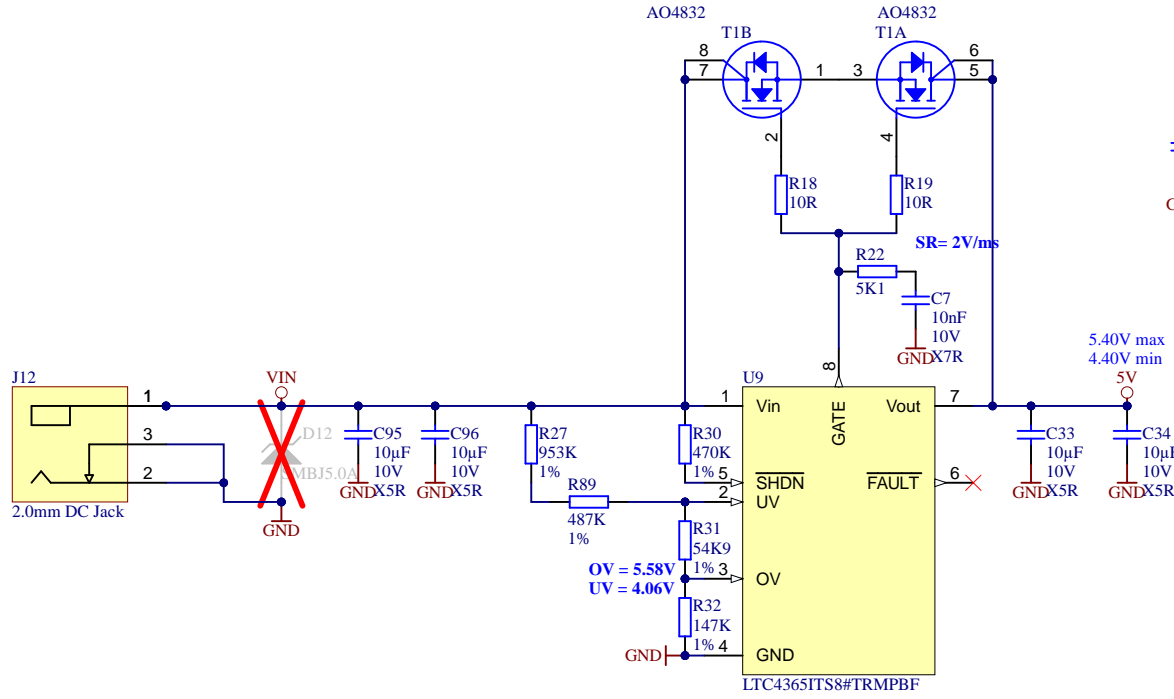 AO4832
AO4832
T1B
T1A
8
7
1
3
6
5
2
4
R18
10R
R19
10R
SR= 2V/ms
R22
5K1
C7
10nF
10V
X7R
GND
5.40V max
4.40V min
5V
J12
1
3
2
2.0mm DC Jack
VIN
D12
SMBJ5.0A
GND
C95
10µF
10V
X5R
GND
C96
10µF
10V
X5R
GND
R27
953K
1%
R89
487K
1%
R30
470K
1%
R31
54K9
1%
OV = 5.58V
UV = 4.06V
R32
147K
1%
GND
U9
8
GATE
1
Vin
5
SHDN
2
UV
3
OV
4
GND
Vout
7
FAULT
6
LTC4365ITS8#TRMPBF
C33
10µF
10V
X5R
GND
C34
10µF
10V
X5R
GND